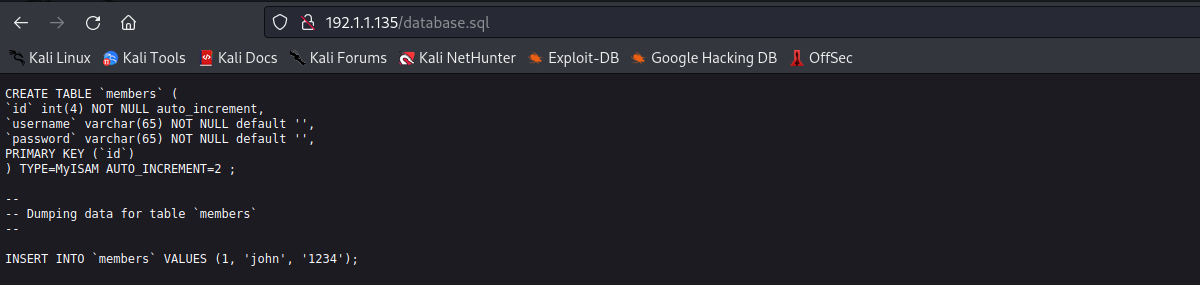 192.1.1.135/database.sql
Kali Linux Kali Tools Kali Docs Kali Forums Kali NetHunter Exploit-DB Google Hacking DB OffSec
CREATE TABLE `members` (
`id` int(4) NOT NULL auto_increment,
`username` varchar(65) NOT NULL default '',
`password` varchar(65) NOT NULL default '',
PRIMARY KEY (`id`)
) TYPE=MyISAM AUTO_INCREMENT=2 ;
--
-- Dumping data for table `members`
--
INSERT INTO `members` VALUES (1, 'john', '1234');